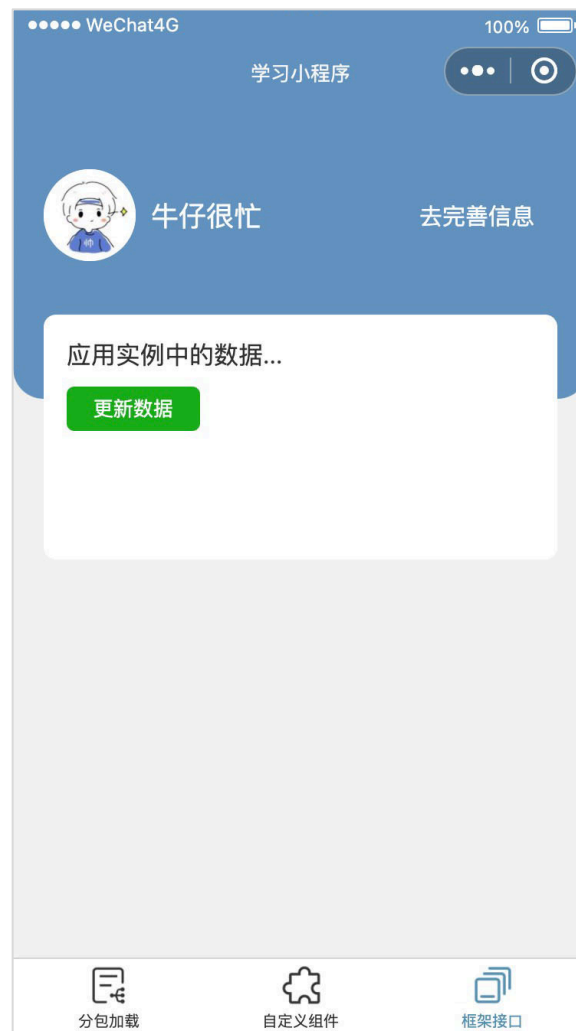 WeChat4G 100%
学习小程序
牛仔很忙 去完善信息
应用实例中的数据...
更新数据
分包加载 自定义组件 框架接口